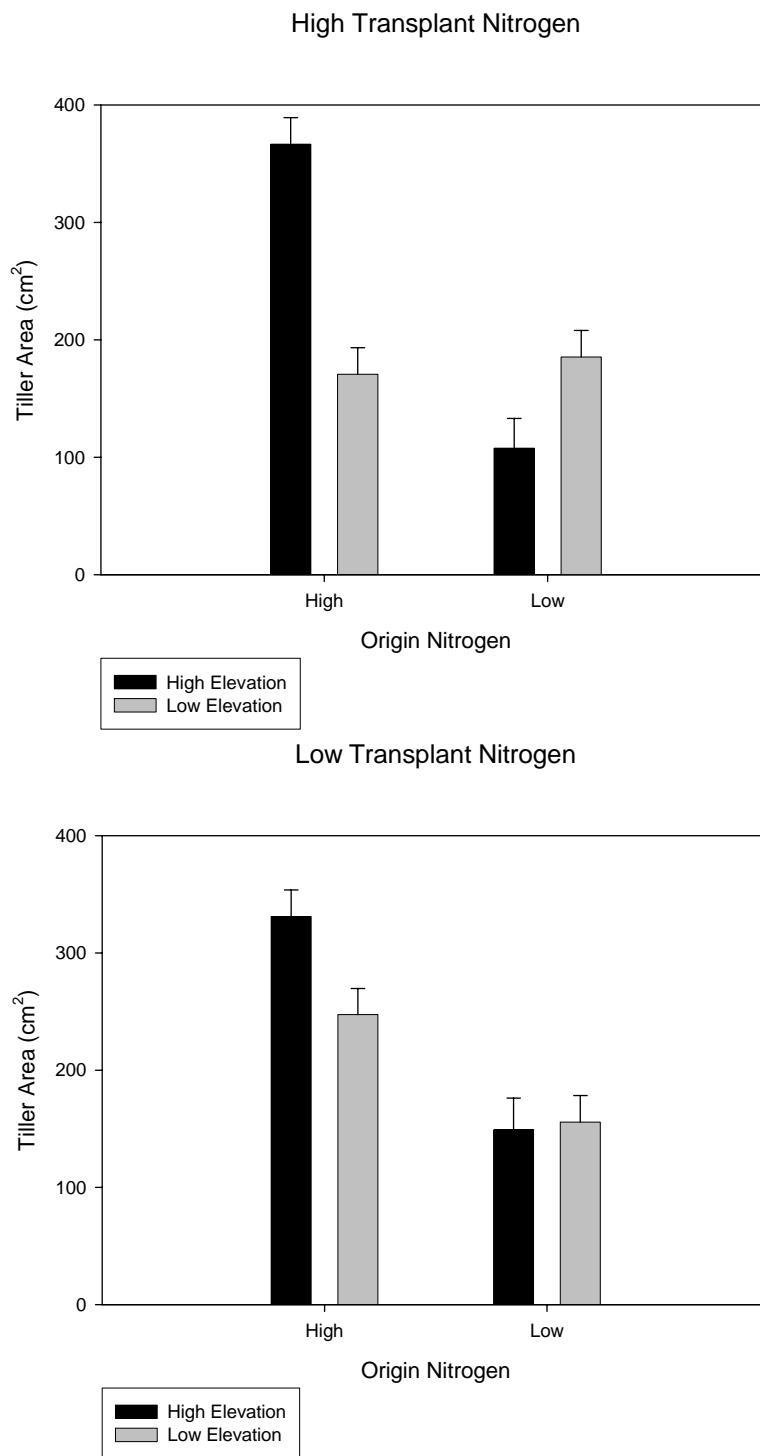 High Transplant Nitrogen
400
300
200
100
0
Tiller Area (cm²)
High Low
Origin Nitrogen
High Elevation
Low Elevation
Low Transplant Nitrogen
400
300
200
100
0
Tiller Area (cm²)
High Low
Origin Nitrogen
High Elevation
Low Elevation